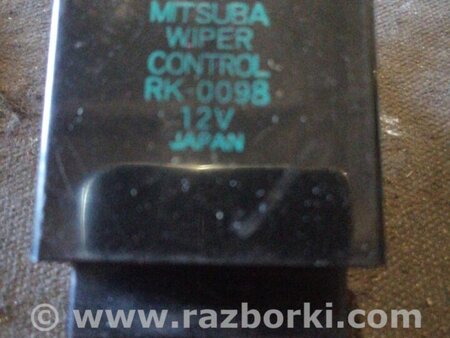 MITSUBA
WIPER
CONTROL
RK-0098
12V
JAPAN
© www.razborki.com